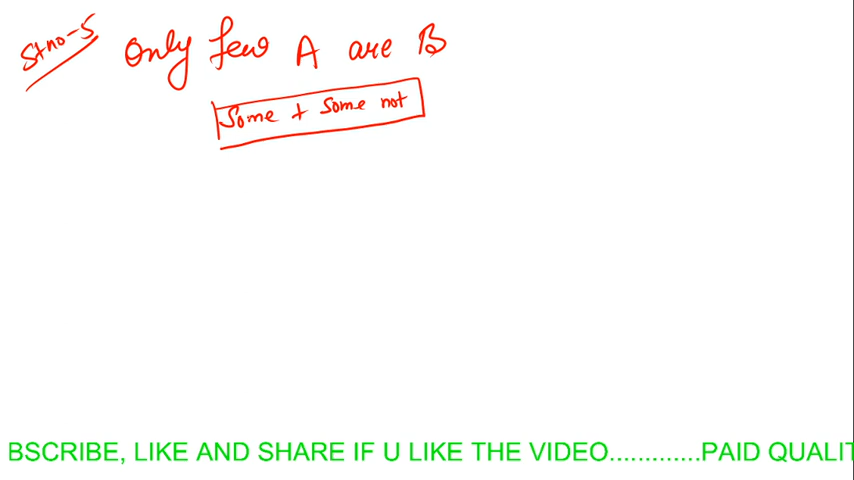 Stno-5
Only few A are B
Some + Some not
BSCRIBE, LIKE AND SHARE IF U LIKE THE VIDEO.............PAID QUALIT